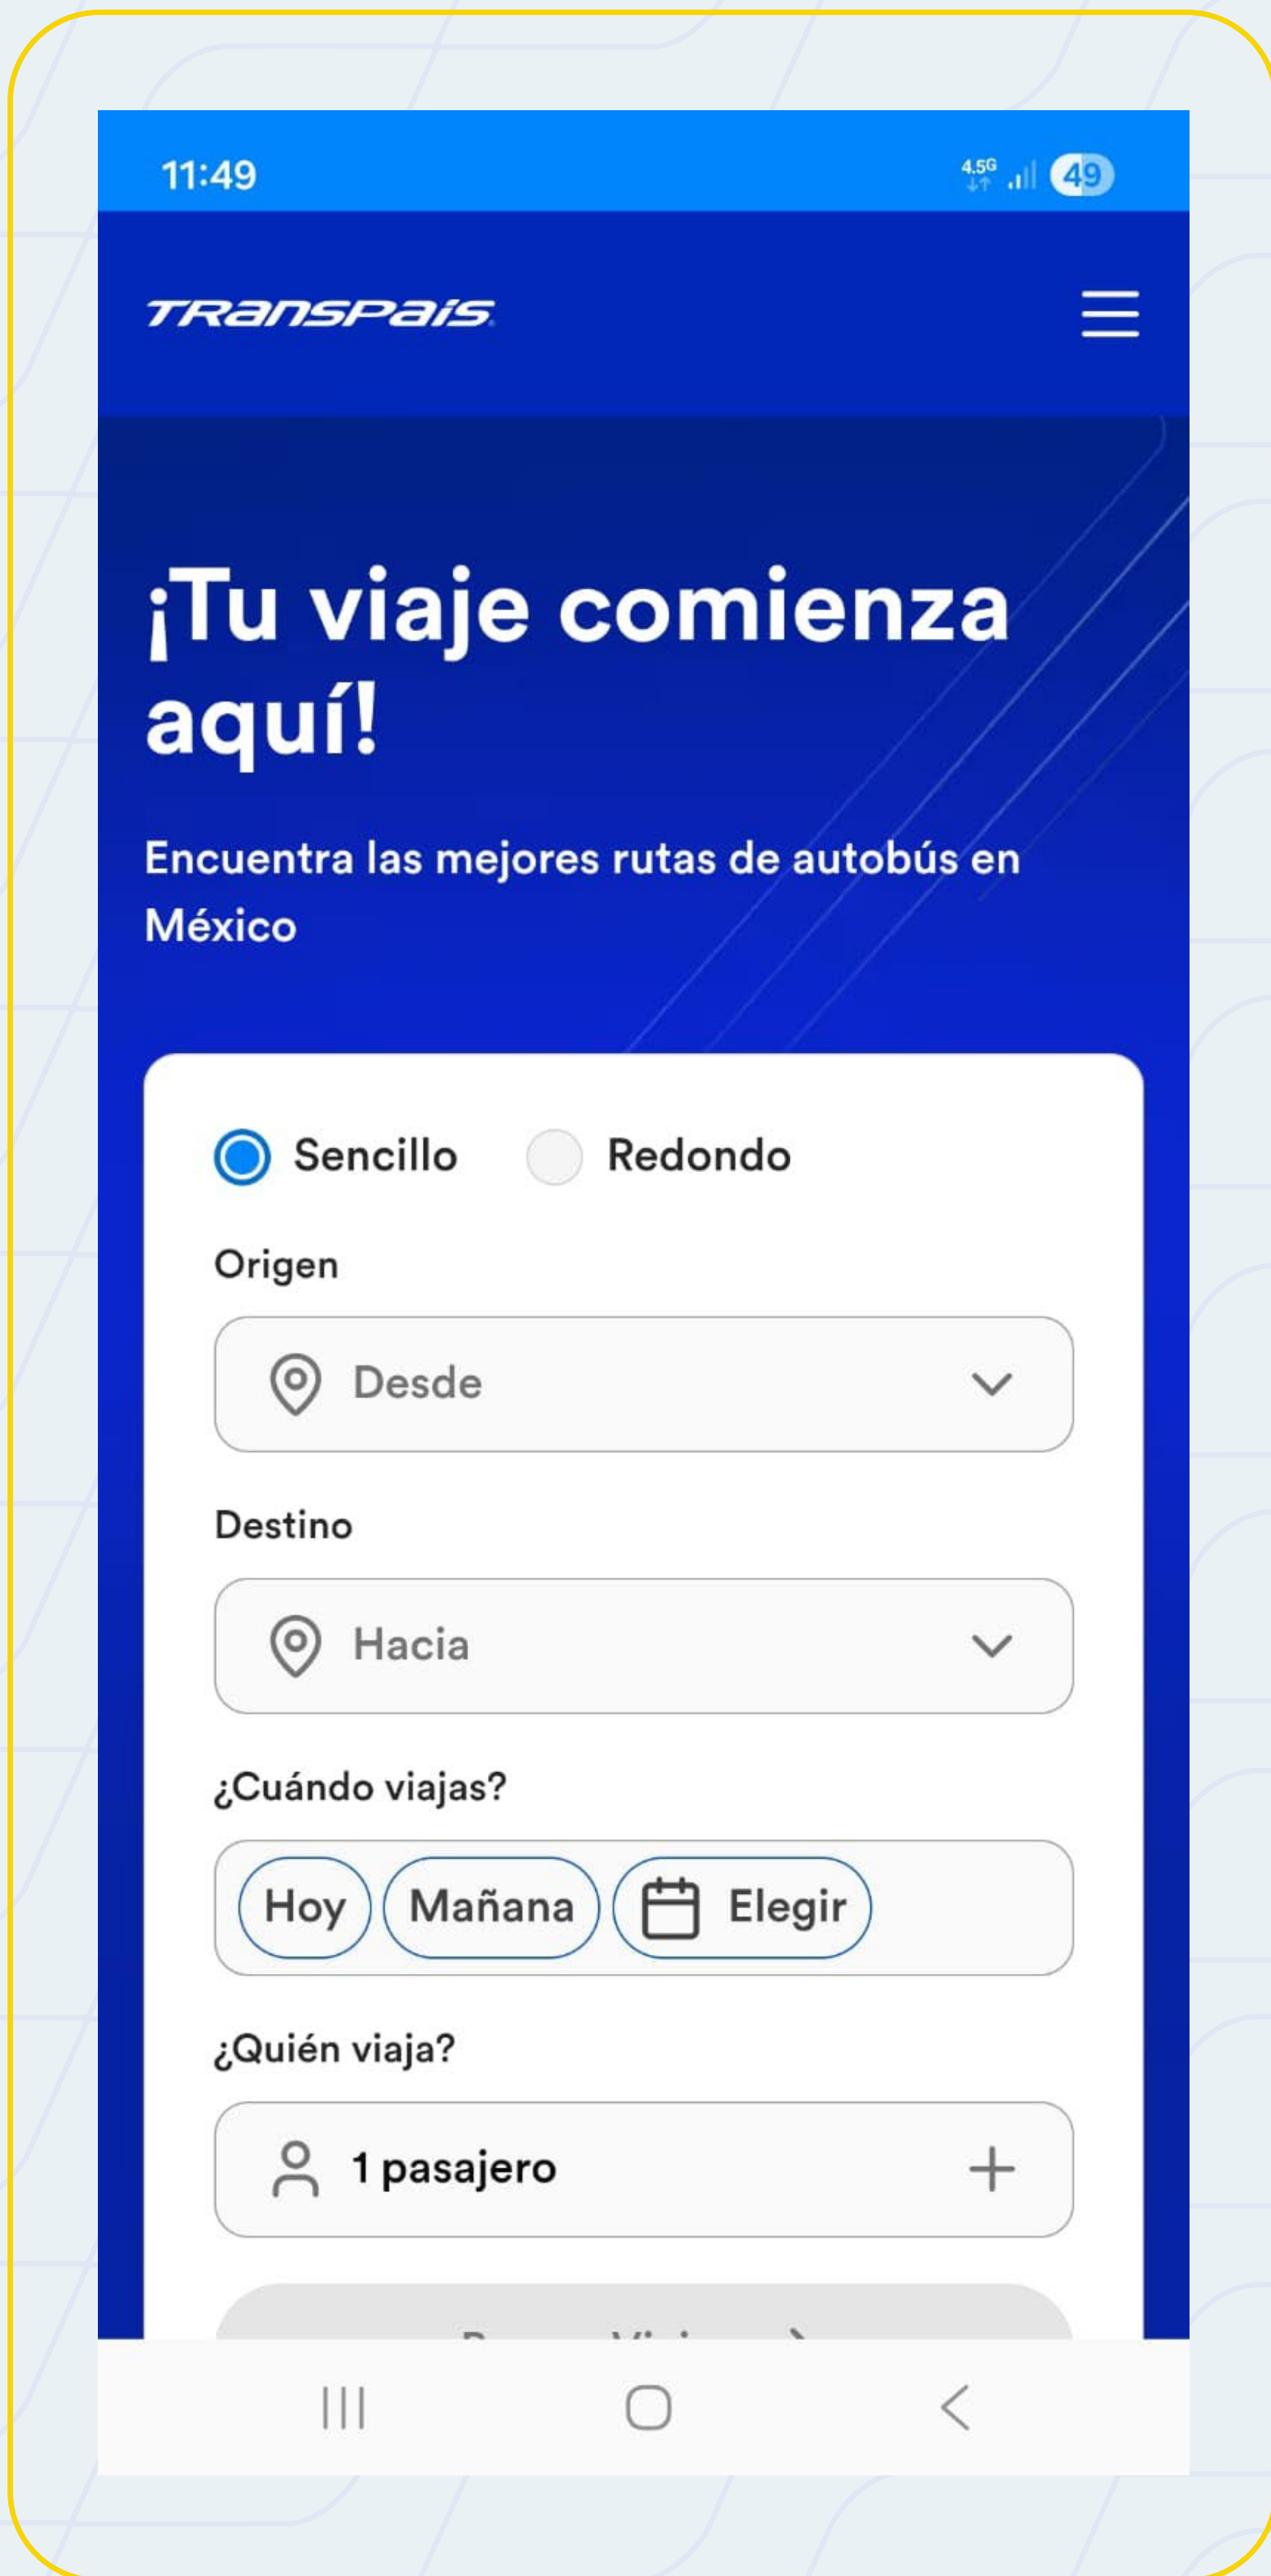 11:49
4.5G
49
TRANSPAÍS
¡Tu viaje comienza
aquí!
Encuentra las mejores rutas de autobús en
México
Sencillo
Redondo
Origen
Desde
Destino
Hacia
¿Cuándo viajas?
Hoy
Mañana
Elegir
¿Quién viaja?
1 pasajero